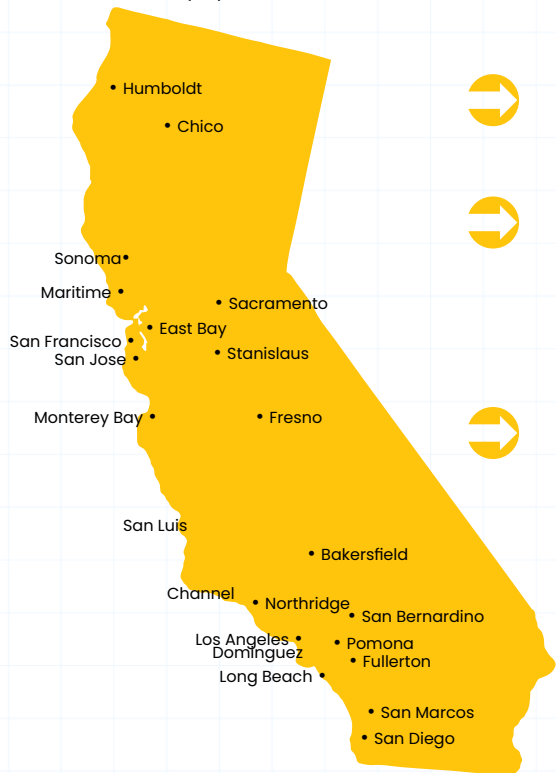 Humboldt
Chico
Sonoma
Maritime
Sacramento
East Bay
San Francisco
Stanislaus
San Jose
Monterey Bay
Fresno
San Luis
Bakersfield
Channel
Northridge
San Bernardino
Los Angeles
Pomona
Dominguez
Fullerton
Long Beach
San Marcos
San Diego